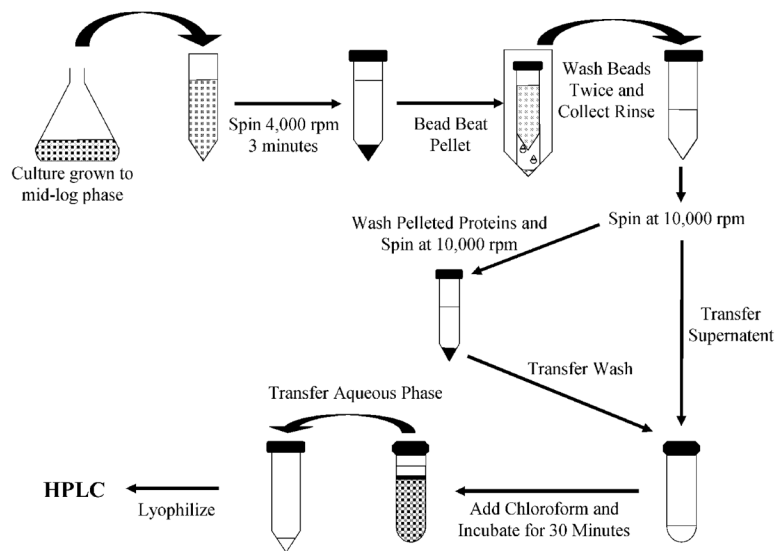 Culture grown to
mid-log phase
Spin 4,000 rpm
3 minutes
Bead Beat
Pellet
Wash Beads
Twice and
Collect Rinse
Spin at 10,000 rpm
Wash Pelleted Proteins and
Spin at 10,000 rpm
Transfer
Supernatent
Transfer Wash
Add Chloroform and
Incubate for 30 Minutes
Transfer Aqueous Phase
Lyophilize
HPLC